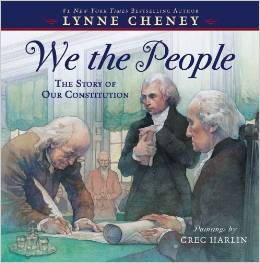 #1 New York Times Bestselling Author
LYNNE CHENEY
We the People
THE STORY OF
OUR CONSTITUTION
Paintings by
GREG HARLIN